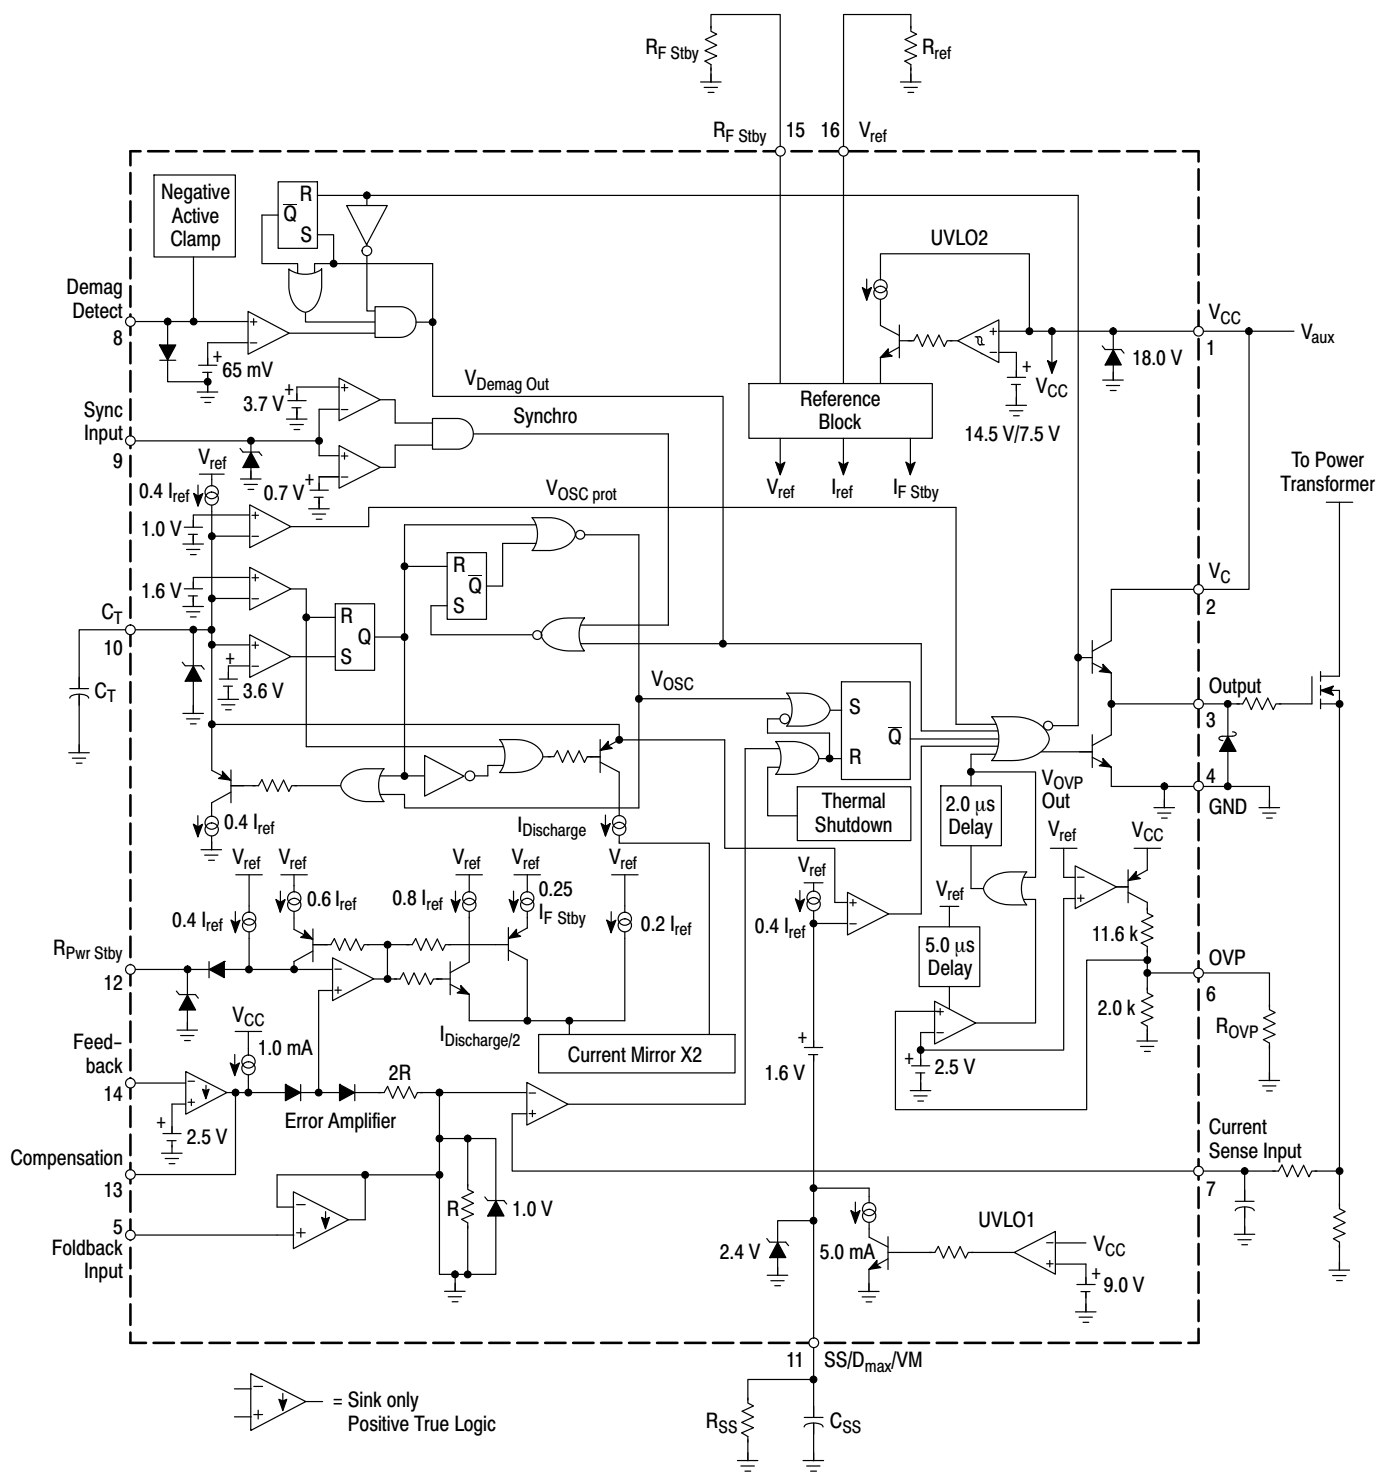 R_F Stby
R_ref
R_F Stby 15 16 V_ref
Negative
Active
Clamp
R
Q̅
S
UVLO2
Demag
Detect
8
+
−
65 mV
V_CC
1
V_aux
18.0 V
V_CC
+
−
+
14.5 V/7.5 V
V_Demag Out
Reference
Block
V_ref
I_ref
I_F Stby
Sync
Input
9
3.7 V
+
+
−
Synchro
+
−
0.7 V
+
To Power
Transformer
V_ref
0.4 I_ref
V_OSC prot
1.0 V
+
−
1.6 V
+
−
R
Q̅
S
V_C
2
C_T
10
R
Q
S
+
−
+
3.6 V
C_T
V_OSC
Output
3
S
Q̅
R
4
GND
Thermal
Shutdown
V_OVP
Out
2.0 µs
Delay
0.4 I_ref
I_Discharge
V_ref
V_CC
V_ref
V_ref
V_ref
V_ref
V_ref
V_ref
0.4 I_ref
0.6 I_ref
0.8 I_ref
0.25
I_F Stby
0.2 I_ref
0.4 I_ref
+
−
V_ref
−
+
5.0 µs
Delay
11.6 k
R_Pwr Stby
12
−
+
OVP
6
2.0 k
R_OVP
I_Discharge/2
Current Mirror X2
V_CC
1.0 mA
Feed-
back
14
−
+
+
2.5 V
Error Amplifier
2R
−
+
+
1.6 V
+
−
+
2.5 V
Compensation
13
Current
Sense Input
7
5
Foldback
Input
−
+
R
1.0 V
2.4 V
5.0 mA
UVLO1
−
+
V_CC
+
9.0 V
11 SS/D_max/VM
R_SS
C_SS
−
+
= Sink only
Positive True Logic